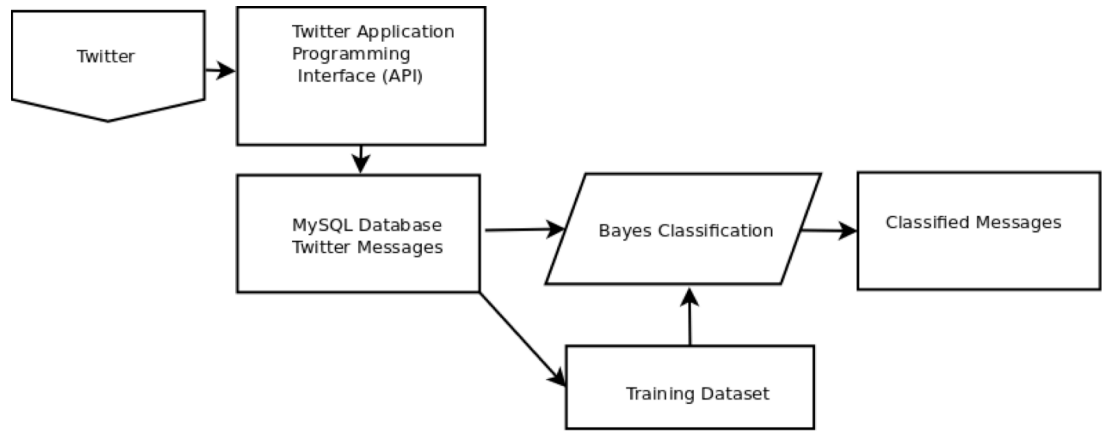 Twitter
Twitter Application
Programming
Interface (API)
MySQL Database
Twitter Messages
Bayes Classification
Classified Messages
Training Dataset